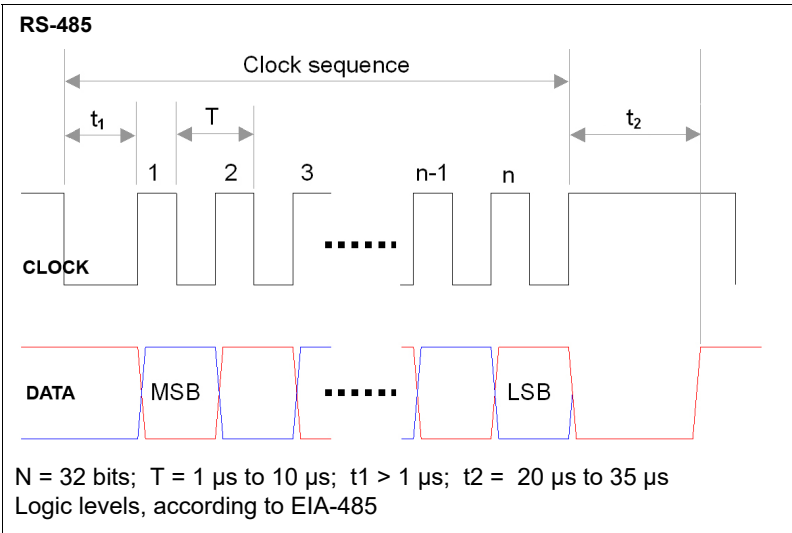 RS-485
Clock sequence
t₁ T t₂
1 2 3 n-1 n
CLOCK
DATA MSB LSB
N = 32 bits; T = 1 µs to 10 µs; t1 > 1 µs; t2 = 20 µs to 35 µs
Logic levels, according to EIA-485